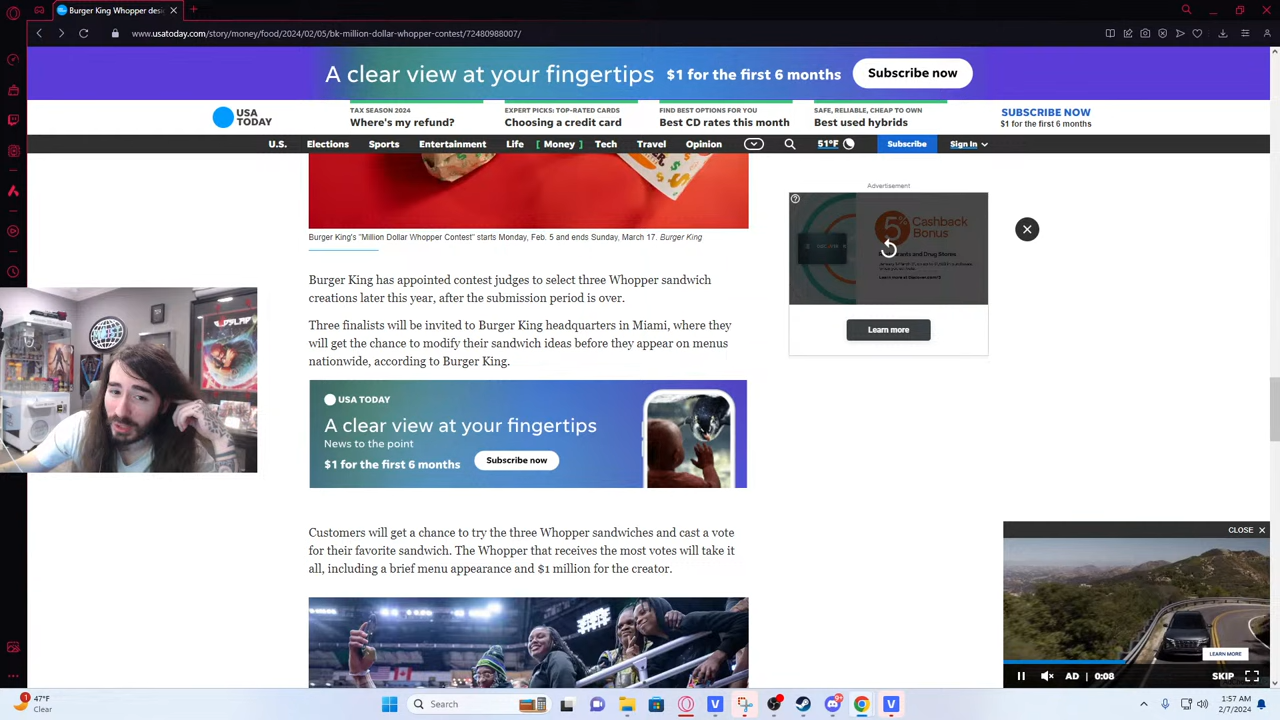 Burger King Whopper des
www.usatoday.com/story/money/food/2024/02/05/bk-million-dollar-whopper-contest/72480988007/
A clear view at your fingertips $1 for the first 6 months Subscribe now
USA TODAY
TAX SEASON 2024
Where's my refund?
EXPERT PICKS: TOP-RATED CARDS
Choosing a credit card
FIND BEST OPTIONS FOR YOU
Best CD rates this month
SAFE, RELIABLE, CHEAP TO OWN
Best used hybrids
SUBSCRIBE NOW
$1 for the first 6 months
U.S. Elections Sports Entertainment Life [ Money ] Tech Travel Opinion 51°F Subscribe Sign In
Burger King's "Million Dollar Whopper Contest" starts Monday, Feb. 5 and ends Sunday, March 17. Burger King
Burger King has appointed contest judges to select three Whopper sandwich
creations later this year, after the submission period is over.
Three finalists will be invited to Burger King headquarters in Miami, where they
will get the chance to modify their sandwich ideas before they appear on menus
nationwide, according to Burger King.
USA TODAY
A clear view at your fingertips
News to the point
$1 for the first 6 months Subscribe now
Customers will get a chance to try the three Whopper sandwiches and cast a vote
for their favorite sandwich. The Whopper that receives the most votes will take it
all, including a brief menu appearance and $1 million for the creator.
Advertisement
5% Cashback
Bonus
Learn more
CLOSE X
LEARN MORE
AD | 0:08
SKIP
1
47°F
Clear
Search
1:57 AM
2/7/2024